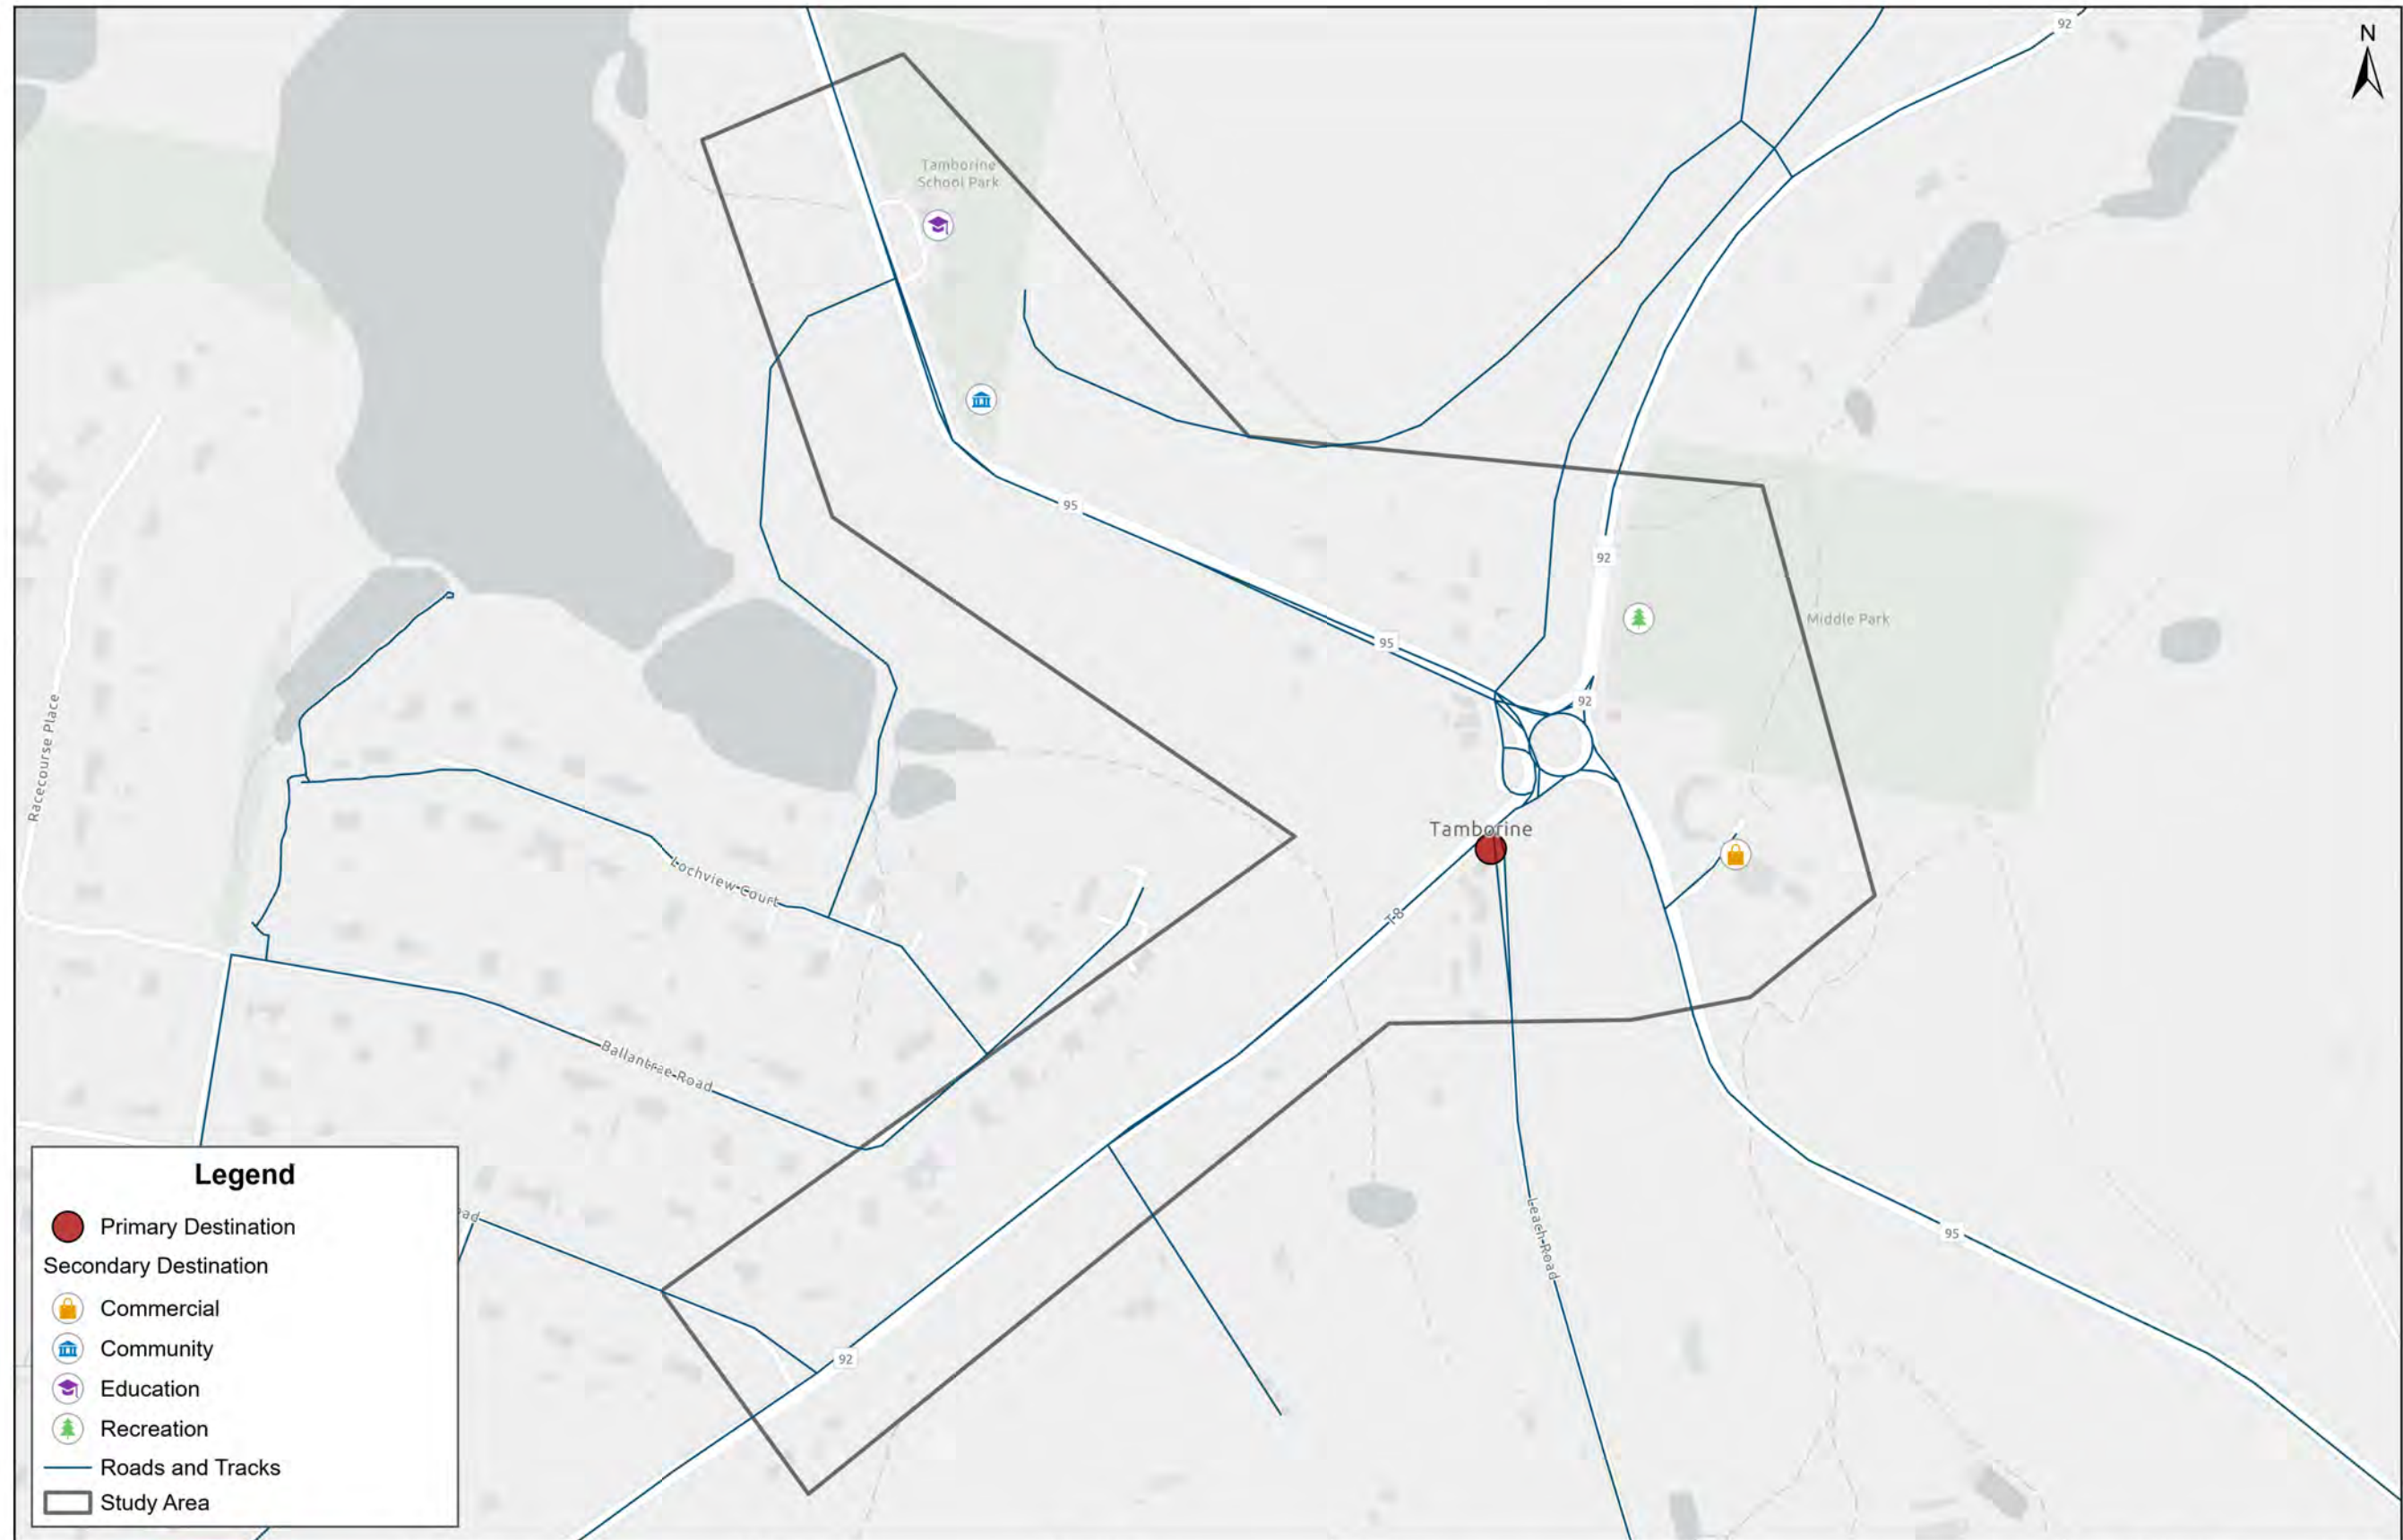 92
N
Tamborine
School Park
95
92
95
Middle Park
92
Racecourse Place
Tamborine
Lochview Court
T8
Ballantrae Road
Leach Road
95
92
Legend
Primary Destination
Secondary Destination
Commercial
Community
Education
Recreation
Roads and Tracks
Study Area